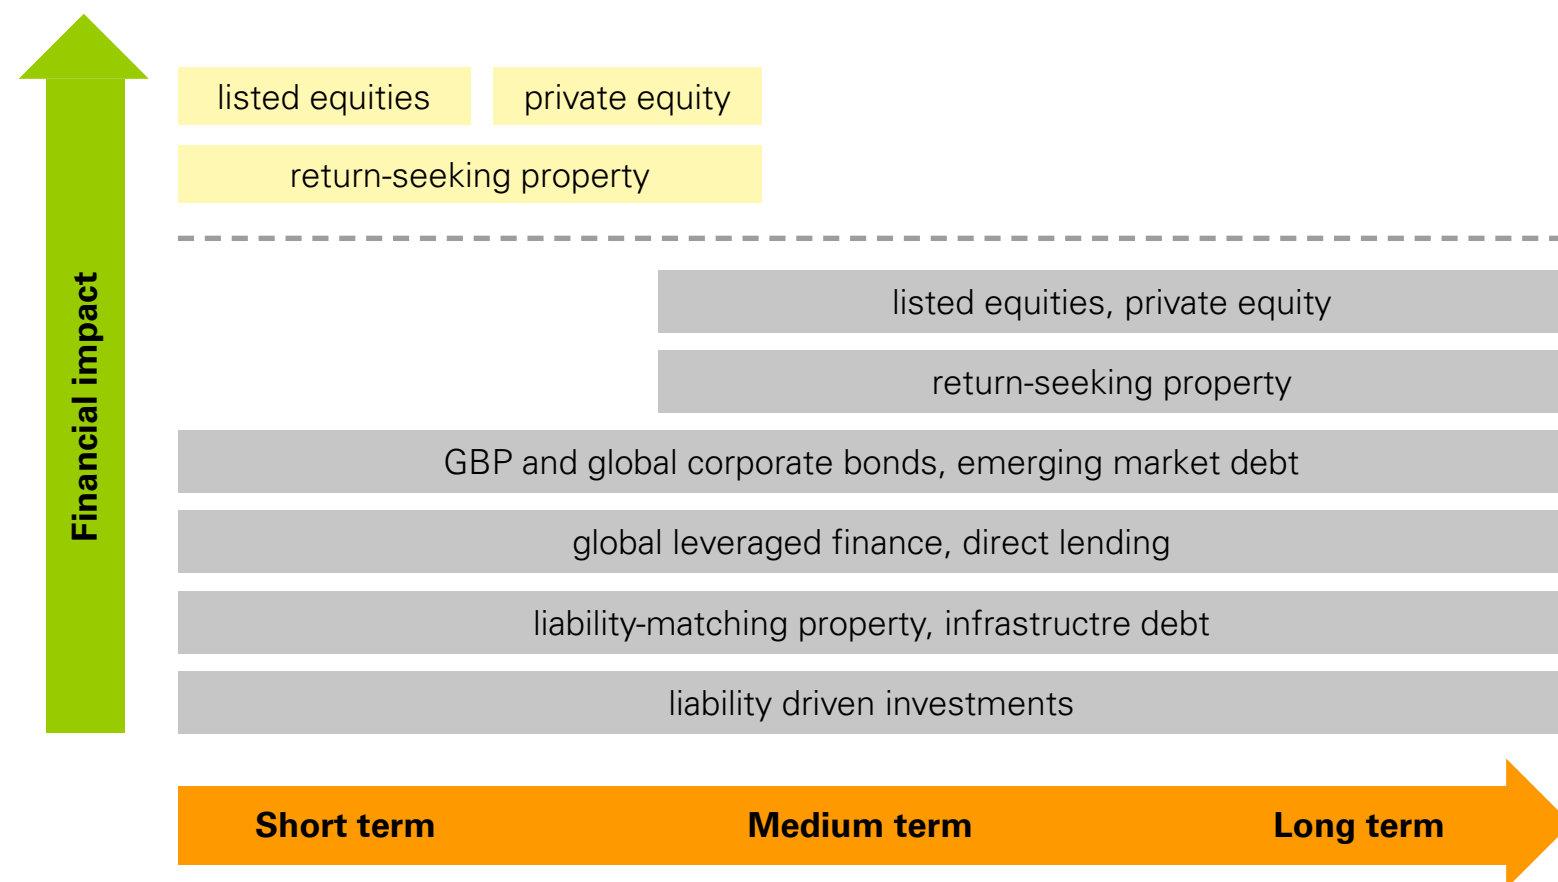 listed equities
private equity
return-seeking property
Financial impact
listed equities, private equity
return-seeking property
GBP and global corporate bonds, emerging market debt
global leveraged finance, direct lending
liability-matching property, infrastructre debt
liability driven investments
Short term
Medium term
Long term